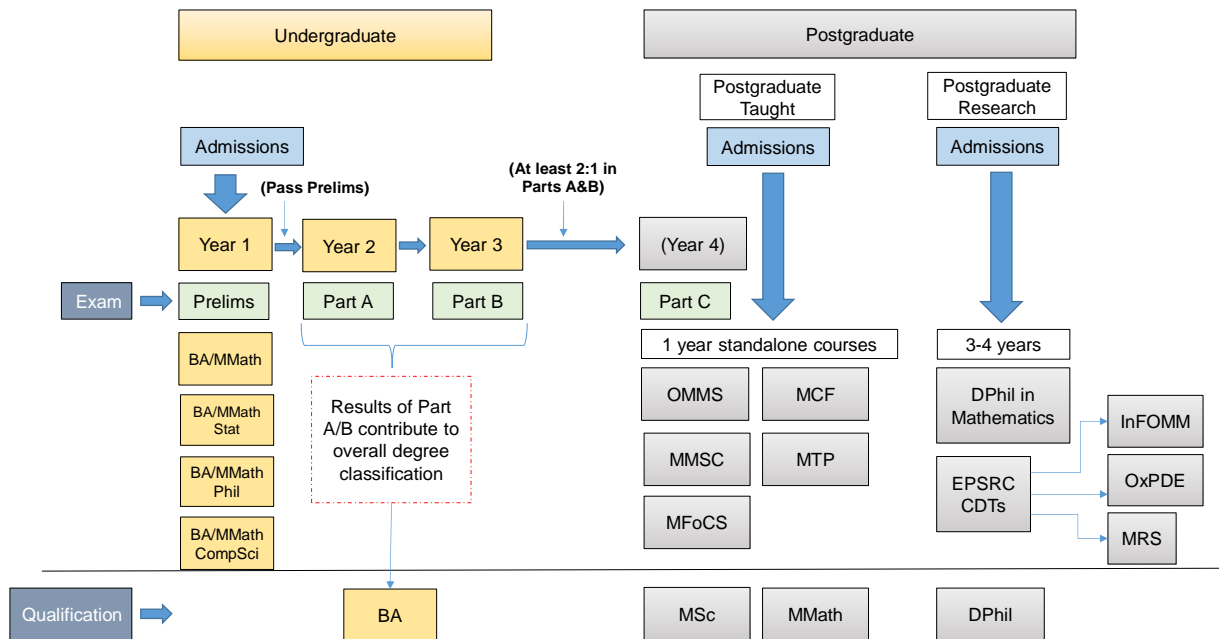 Undergraduate
Postgraduate
Postgraduate
Taught
Postgraduate
Research
Admissions
Admissions
Admissions
(Pass Prelims)
(At least 2:1 in
Parts A&B)
Year 1
Year 2
Year 3
(Year 4)
Exam
Prelims
Part A
Part B
Part C
1 year standalone courses
3-4 years
BA/MMath
BA/MMath
Stat
BA/MMath
Phil
BA/MMath
CompSci
Results of Part
A/B contribute to
overall degree
classification
OMMS
MCF
MMSC
MTP
MFoCS
DPhil in
Mathematics
EPSRC
CDTs
InFOMM
OxPDE
MRS
Qualification
BA
MSc
MMath
DPhil